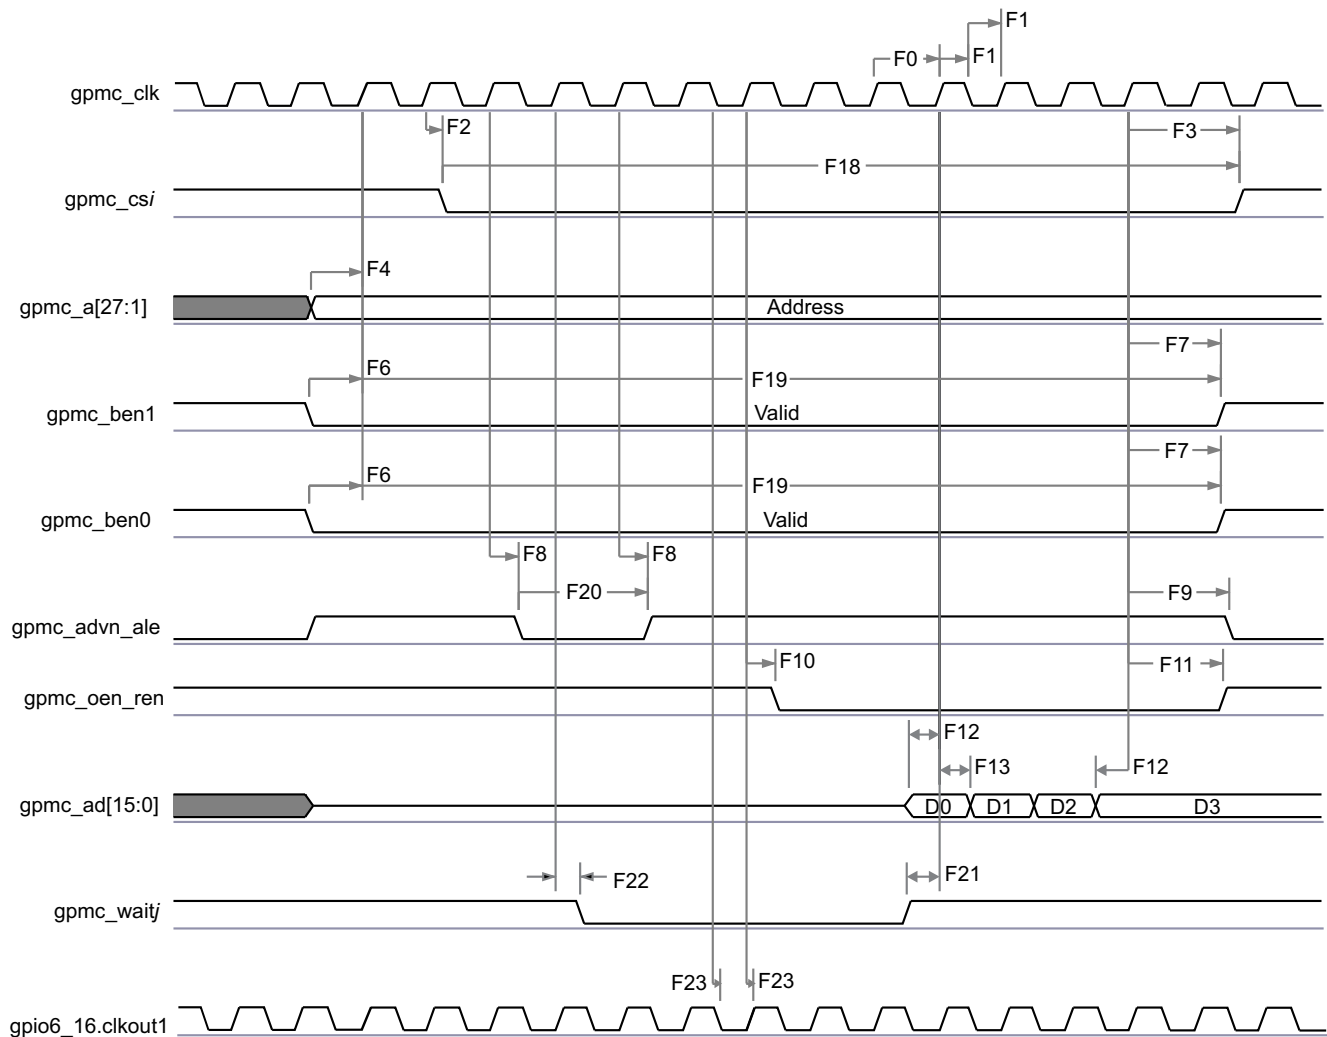 F1
F0
F1
gpmc_clk
F2
F3
F18
gpmc_csi
F4
gpmc_a[27:1]
Address
F7
F6
F19
gpmc_ben1
Valid
F7
F6
F19
gpmc_ben0
Valid
F8
F8
F20
F9
gpmc_advn_ale
F10
F11
gpmc_oen_ren
F12
F13
F12
gpmc_ad[15:0]
D0
D1
D2
D3
F22
F21
gpmc_waitj
F23
F23
gpio6_16.clkout1